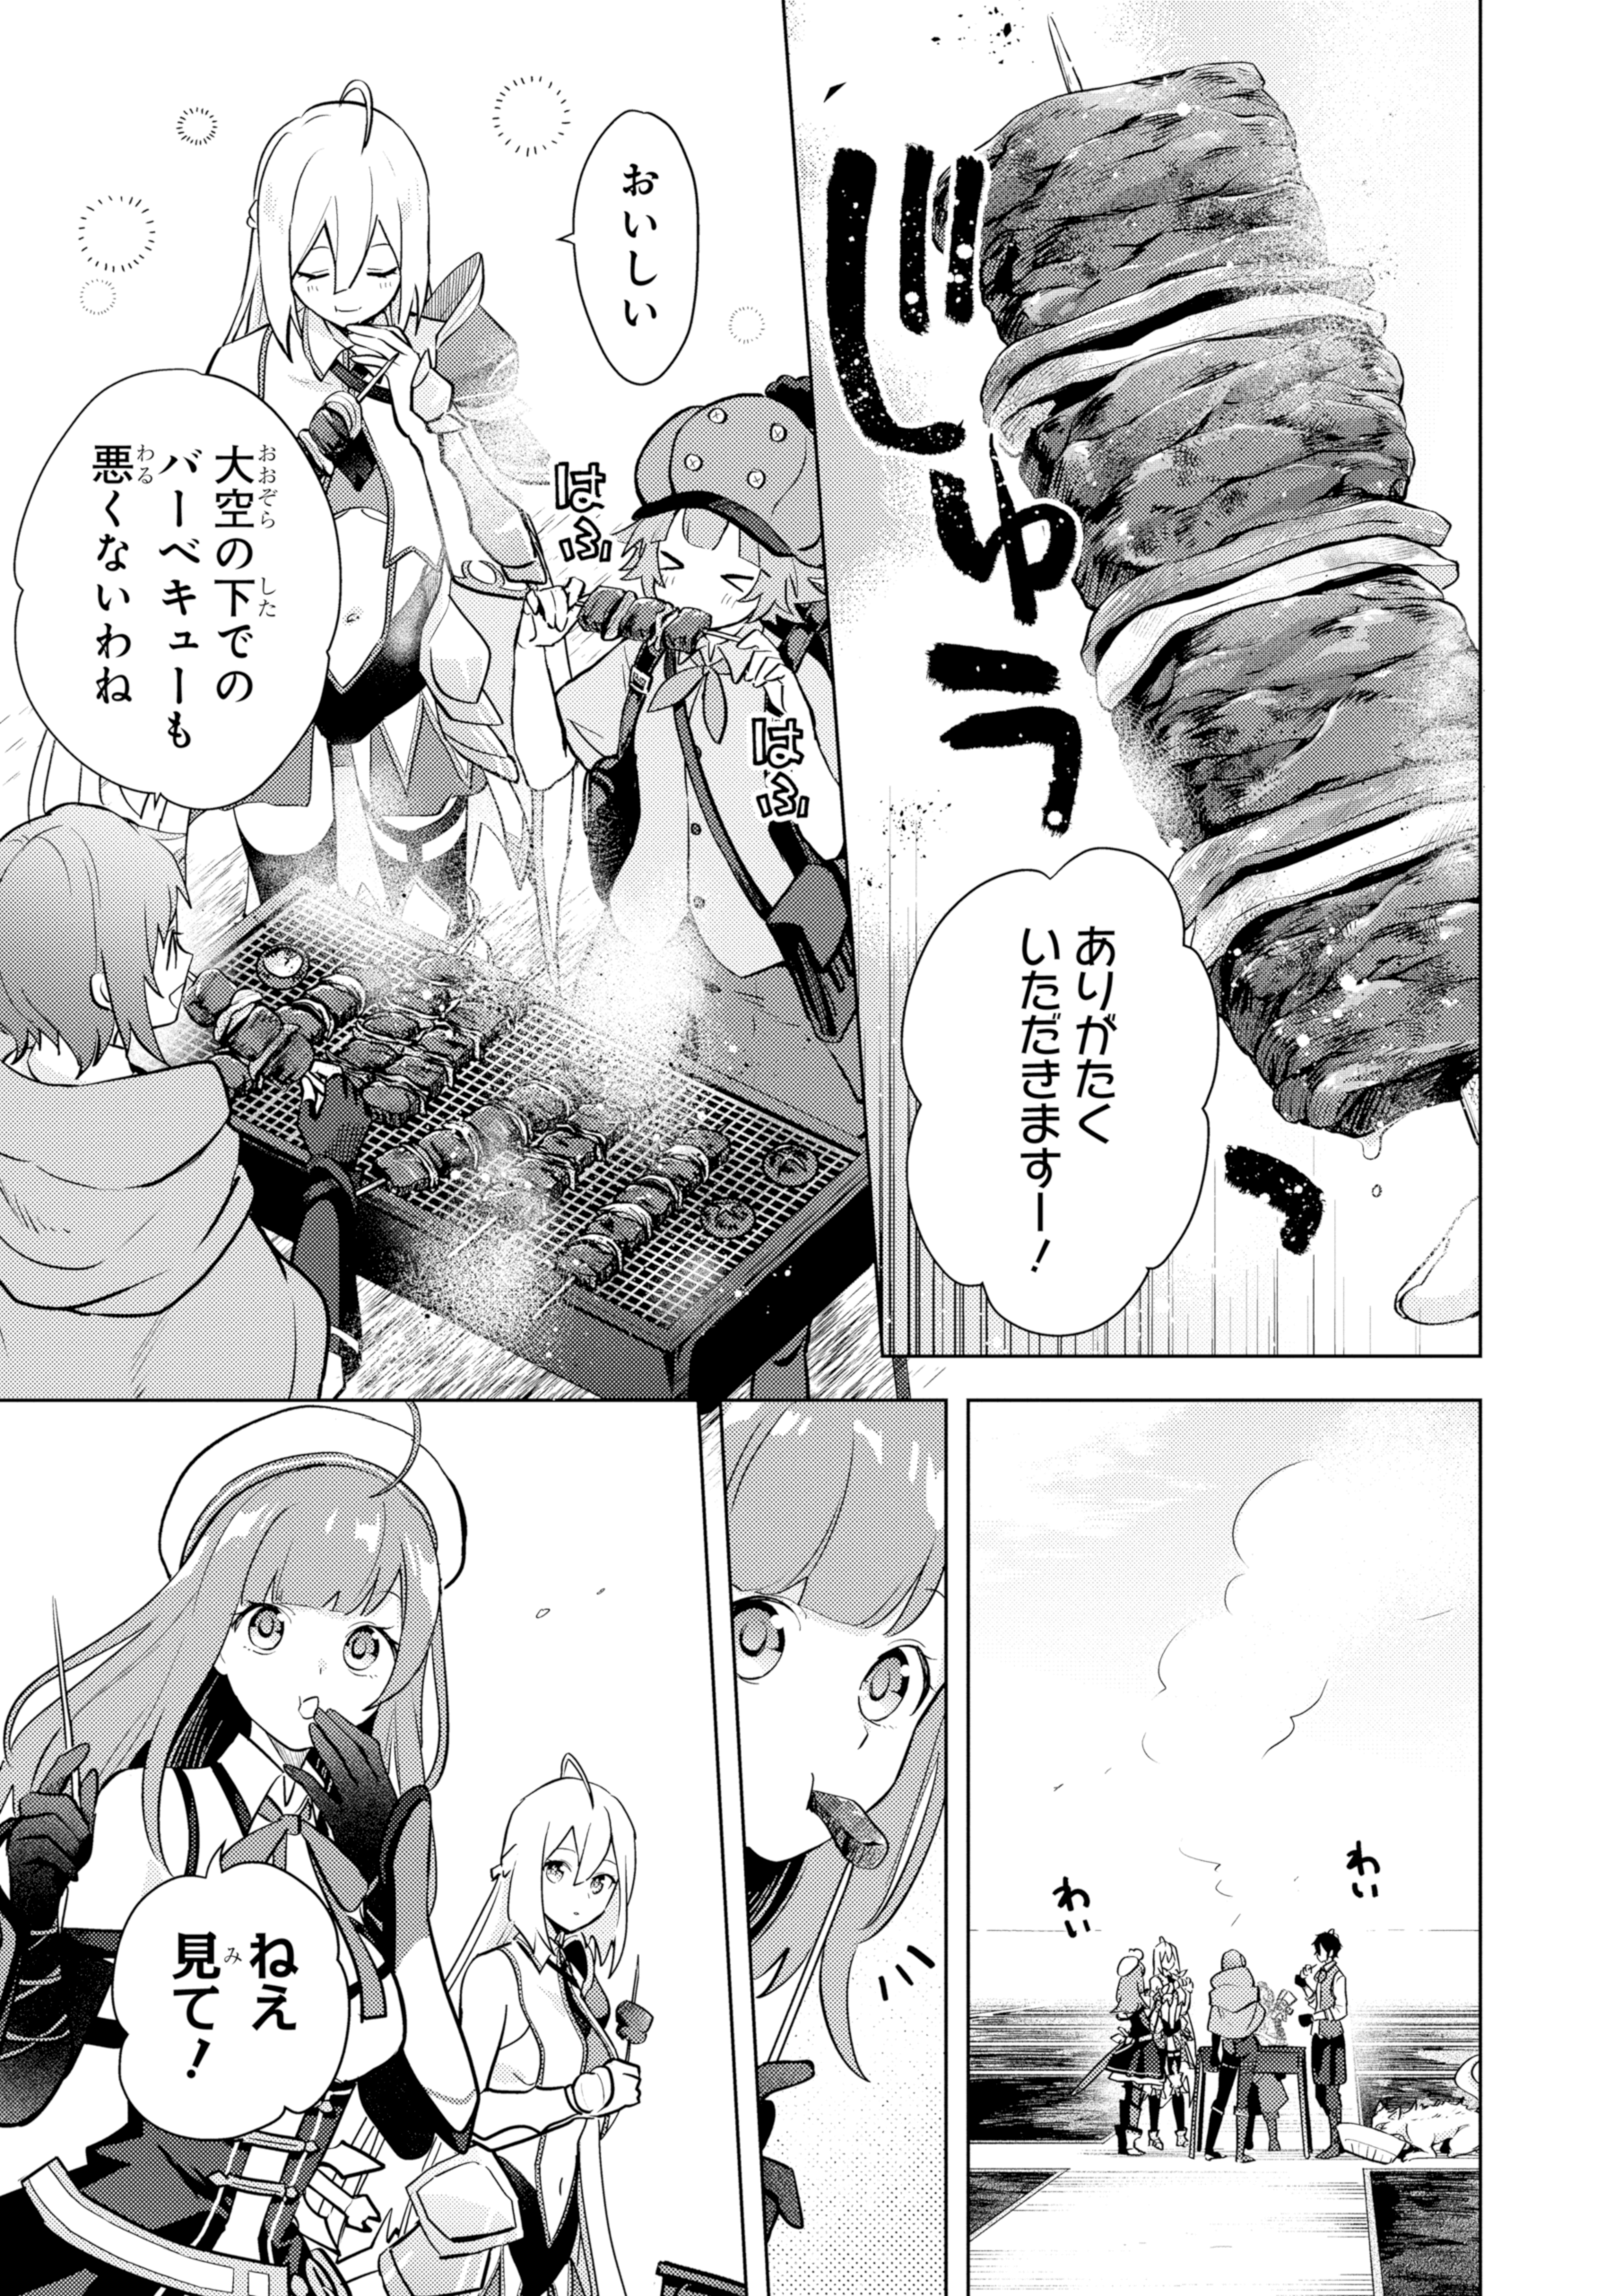 じゅうっ
ありがたく
いただきますー！
おいしい
はふ
はふ
大空の下での
バーベキューも
悪くないわね
わい
わい
ねえ
見て！